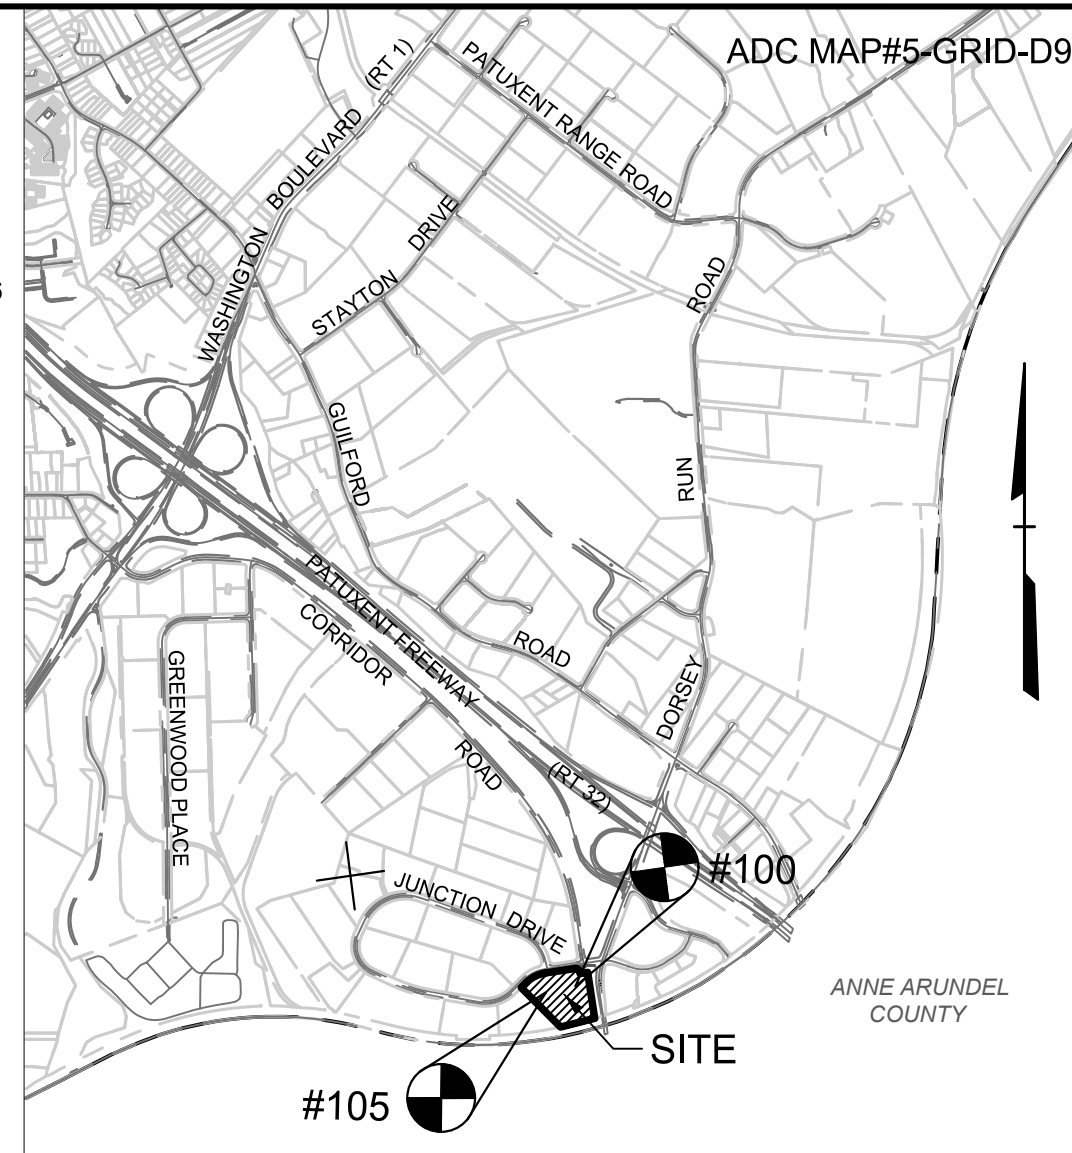 ADC MAP#5-GRID-D9
PATUXENT RANGE ROAD
WASHINGTON BOULEVARD (RT 1)
STAYTON DRIVE
GUILFORD
ROAD
DORSEY RUN ROAD
PATUXENT FREEWAY
(RT 32)
CORRIDOR
ROAD
GREENWOOD PLACE
JUNCTION DRIVE
#100
ANNE ARUNDEL
COUNTY
SITE
#105